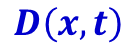 D(x, t)